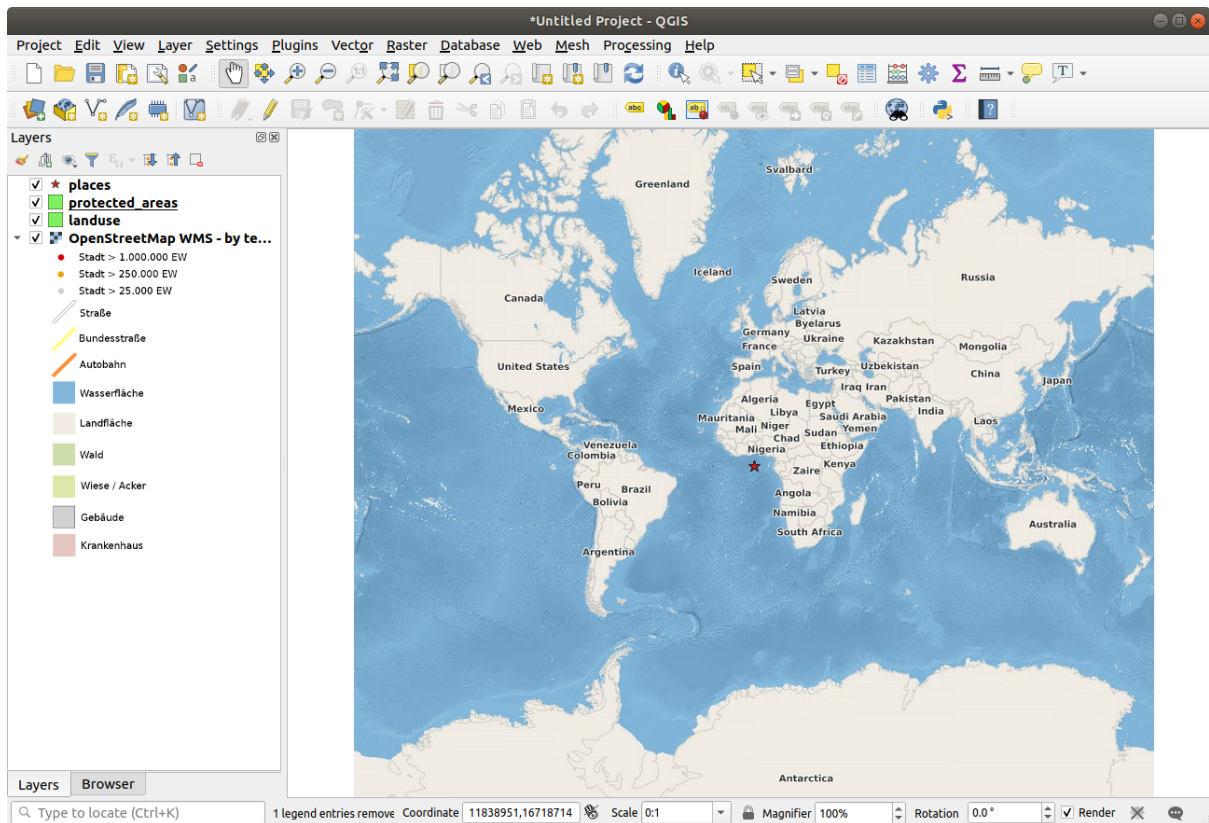 *Untitled Project - QGIS
Project Edit View Layer Settings Plugins Vector Raster Database Web Mesh Processing Help
Layers
places
protected_areas
landuse
OpenStreetMap WMS - by te...
Stadt > 1.000.000 EW
Stadt > 250.000 EW
Stadt > 25.000 EW
Straße
Bundesstraße
Autobahn
Wasserfläche
Landfläche
Wald
Wiese / Acker
Gebäude
Krankenhaus
Layers Browser
Greenland
Svalbard
Iceland
Sweden
Russia
Canada
Latvia
Byelarus
Germany
Ukraine
France
Kazakhstan
Mongolia
United States
Spain
Turkey
Uzbekistan
China
Japan
Iraq Iran
Pakistan
Mexico
Algeria
Libya
Egypt
Saudi Arabia
India
Mauritania
Mali
Niger
Chad
Sudan
Yemen
Laos
Venezuela
Nigeria
Ethiopia
Colombia
Zaire
Kenya
Peru
Brazil
Angola
Bolivia
Namibia
South Africa
Australia
Argentina
Antarctica
Type to locate (Ctrl+K) 1 legend entries remove Coordinate 11838951,16718714 Scale 0:1 Magnifier 100% Rotation 0.0 ° Render